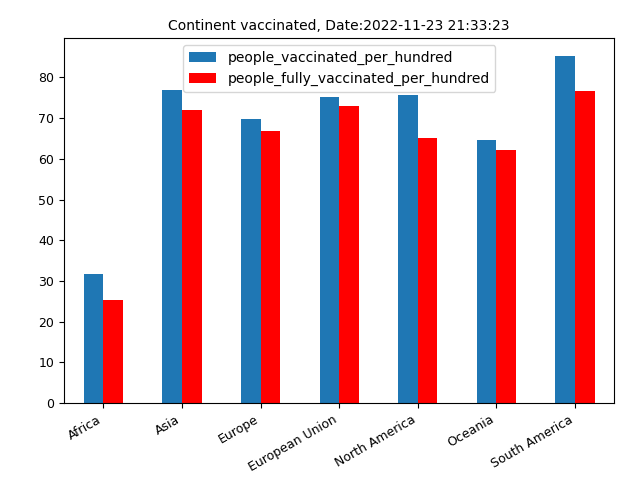 Continent vaccinated, Date:2022-11-23 21:33:23
people_vaccinated_per_hundred
people_fully_vaccinated_per_hundred
80
70
60
50
40
30
20
10
0
Africa
Asia
Europe
European Union
North America
Oceania
South America